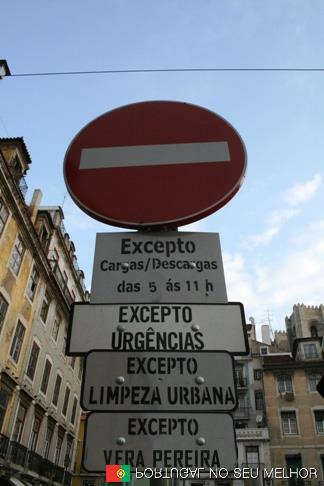 Excepto
Cargas/Descargas
das 5 ás 11 h
EXCEPTO
URGÊNCIAS
EXCEPTO
LIMPEZA URBANA
EXCEPTO
VERA PEREIRA
PORTUGAL NO SEU MELHOR